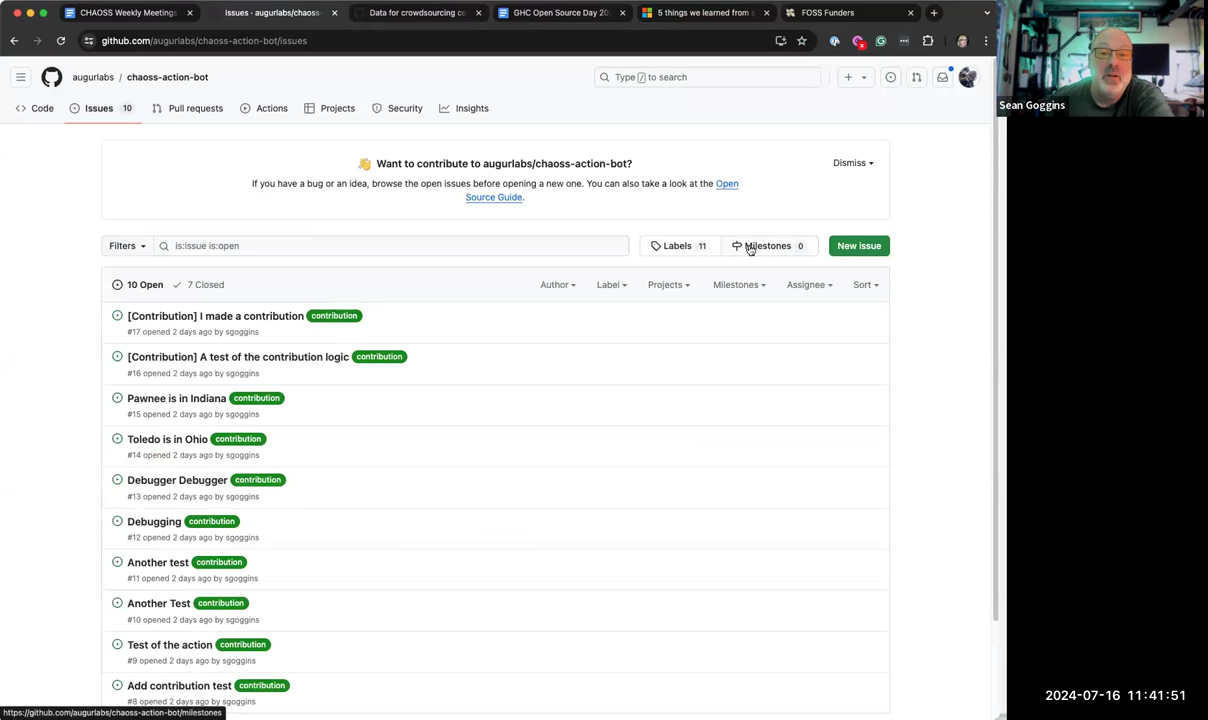 CHAOSS Weekly Meetings
Issues · augurlabs/chaoss-
Data for crowdsourcing co
GHC Open Source Day 20
5 things we learned from
FOSS Funders
github.com/augurlabs/chaoss-action-bot/issues
augurlabs / chaoss-action-bot
Type / to search
Code
Issues 10
Pull requests
Actions
Projects
Security
Insights
Sean Goggins
👋 Want to contribute to augurlabs/chaoss-action-bot?
Dismiss
If you have a bug or an idea, browse the open issues before opening a new one. You can also take a look at the Open
Source Guide.
Filters
is:issue is:open
Labels 11
Milestones 0
New issue
10 Open
7 Closed
Author
Label
Projects
Milestones
Assignee
Sort
[Contribution] I made a contribution contribution
#17 opened 2 days ago by sgoggins
[Contribution] A test of the contribution logic contribution
#16 opened 2 days ago by sgoggins
Pawnee is in Indiana contribution
#15 opened 2 days ago by sgoggins
Toledo is in Ohio contribution
#14 opened 2 days ago by sgoggins
Debugger Debugger contribution
#13 opened 2 days ago by sgoggins
Debugging contribution
#12 opened 2 days ago by sgoggins
Another test contribution
#11 opened 2 days ago by sgoggins
Another Test contribution
#10 opened 2 days ago by sgoggins
Test of the action contribution
#9 opened 2 days ago by sgoggins
Add contribution test contribution
#8 opened 2 days ago by sgoggins
https://github.com/augurlabs/chaoss-action-bot/milestones
2024-07-16 11:41:51